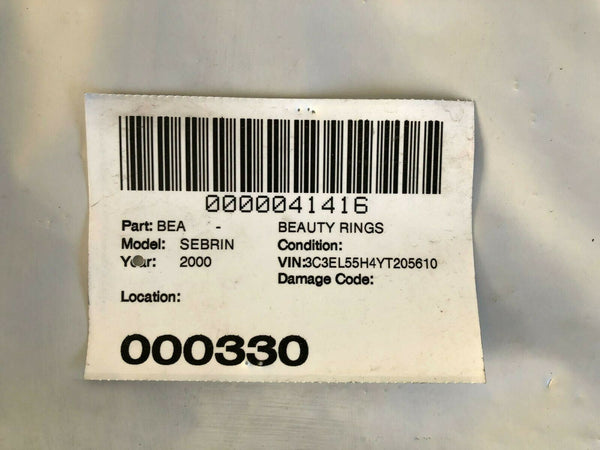 0000041416
Part: BEA - BEAUTY RINGS
Model: SEBRIN Condition:
Year: 2000 VIN:3C3EL55H4YT205610
Damage Code:
Location:
000330